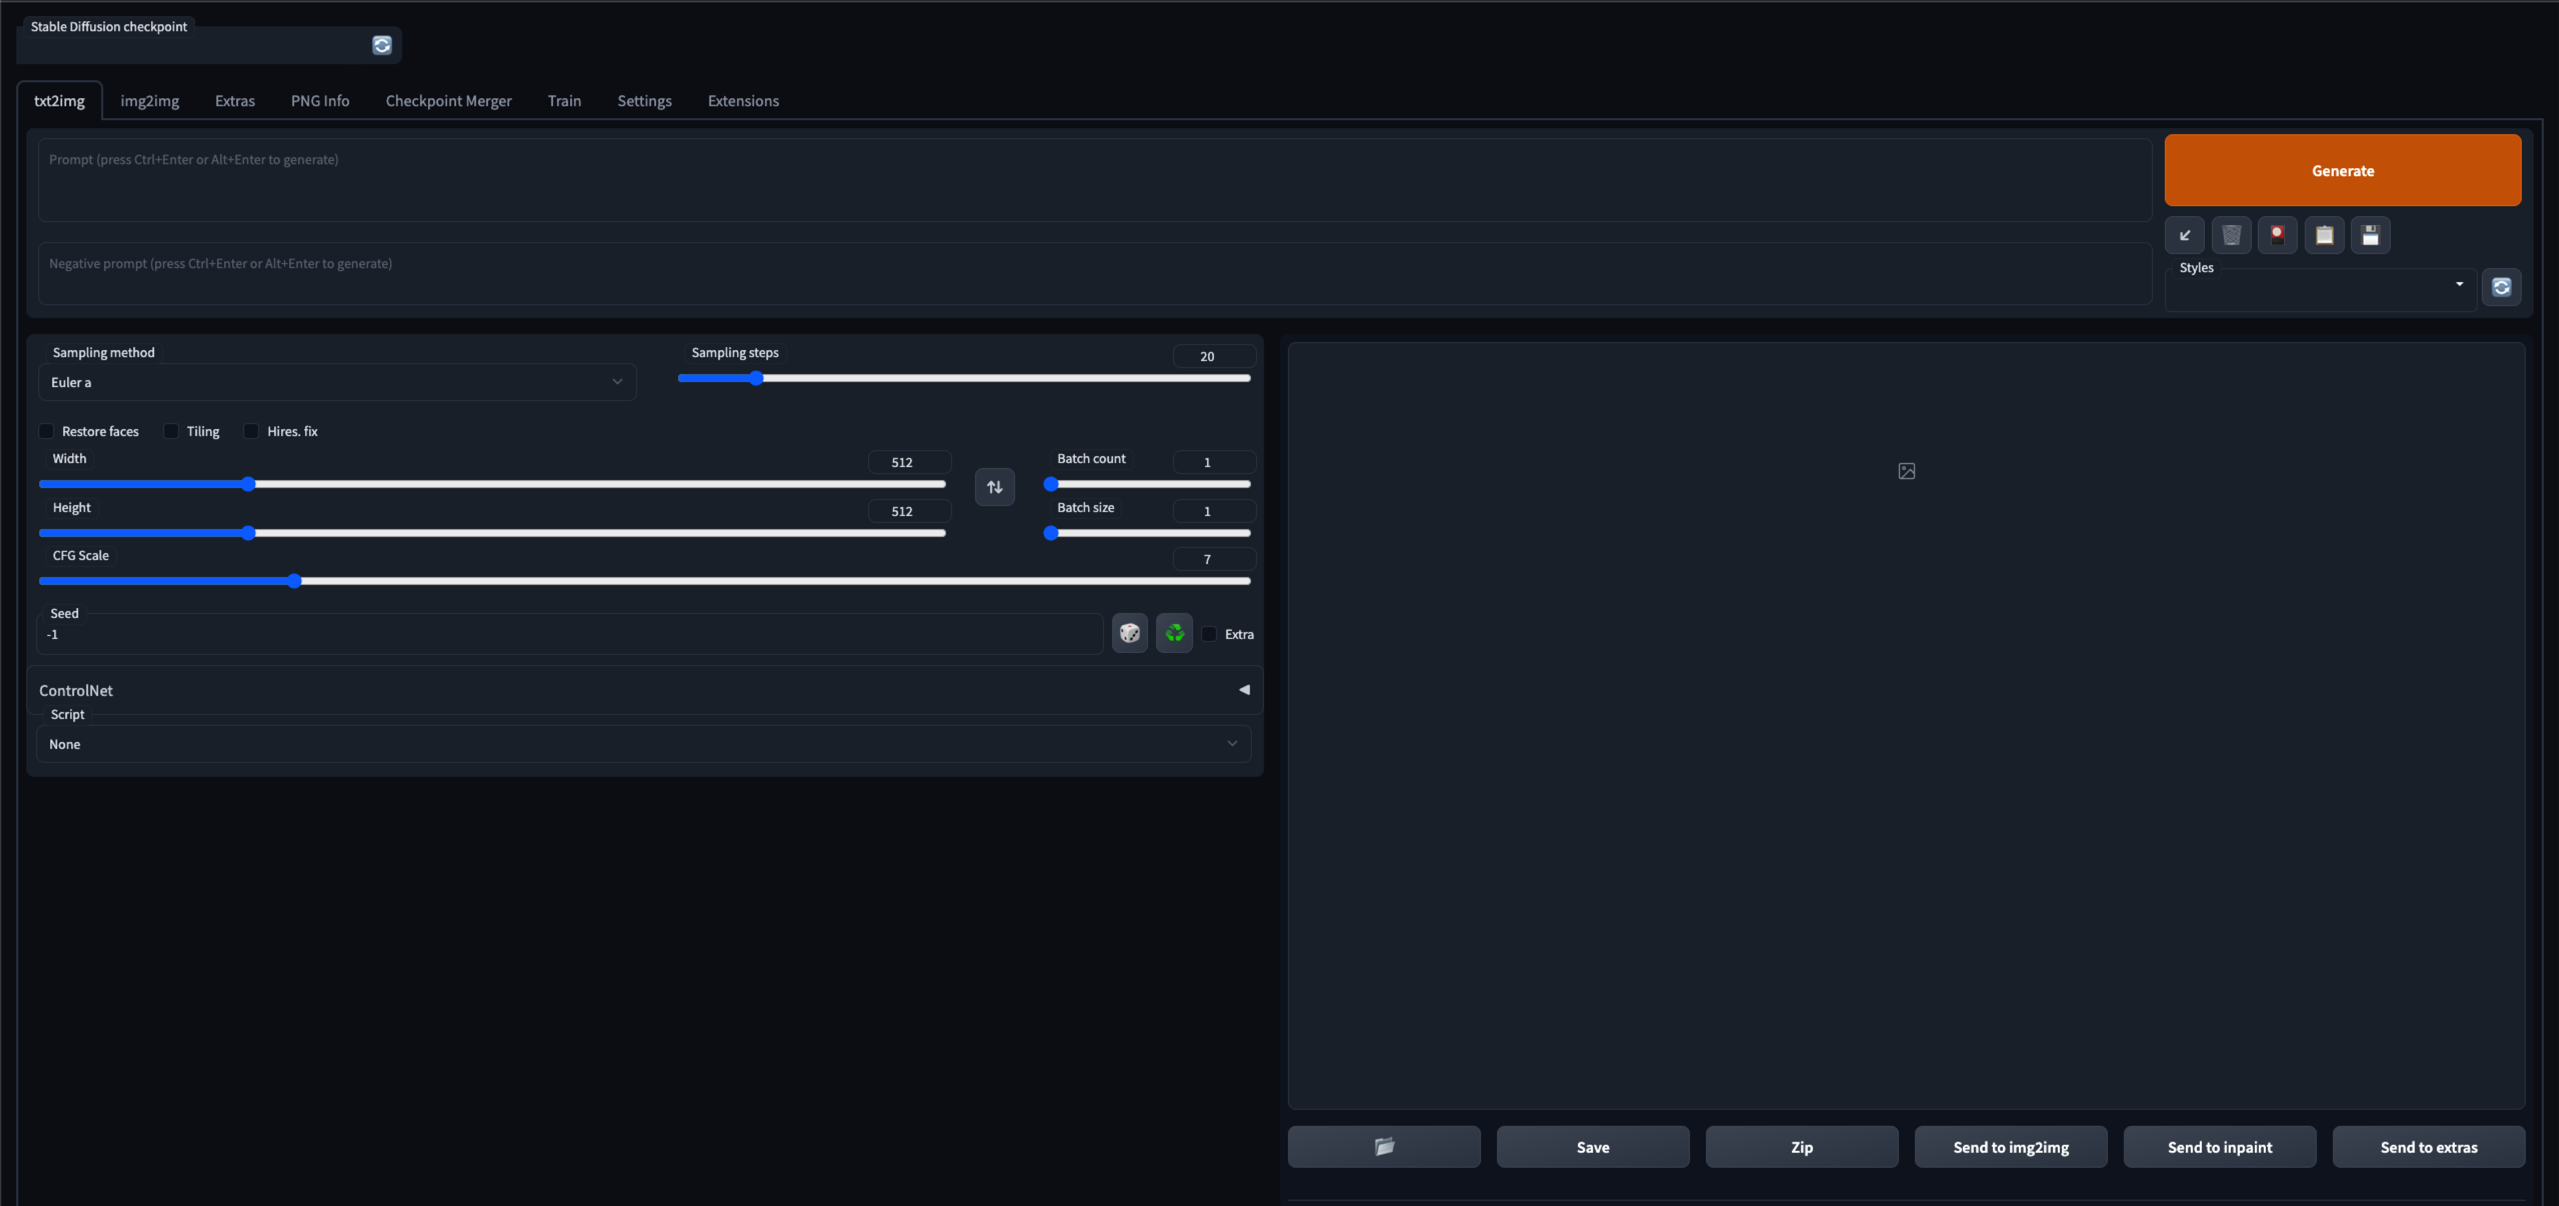 Stable Diffusion checkpoint
txt2img img2img Extras PNG Info Checkpoint Merger Train Settings Extensions
Prompt (press Ctrl+Enter or Alt+Enter to generate)
Generate
Negative prompt (press Ctrl+Enter or Alt+Enter to generate)
Styles
Sampling method
Euler a
Sampling steps
20
Restore faces Tiling Hires. fix
Width
512
Batch count
1
Height
512
Batch size
1
CFG Scale
7
Seed
-1
Extra
ControlNet
Script
None
Save
Zip
Send to img2img
Send to inpaint
Send to extras